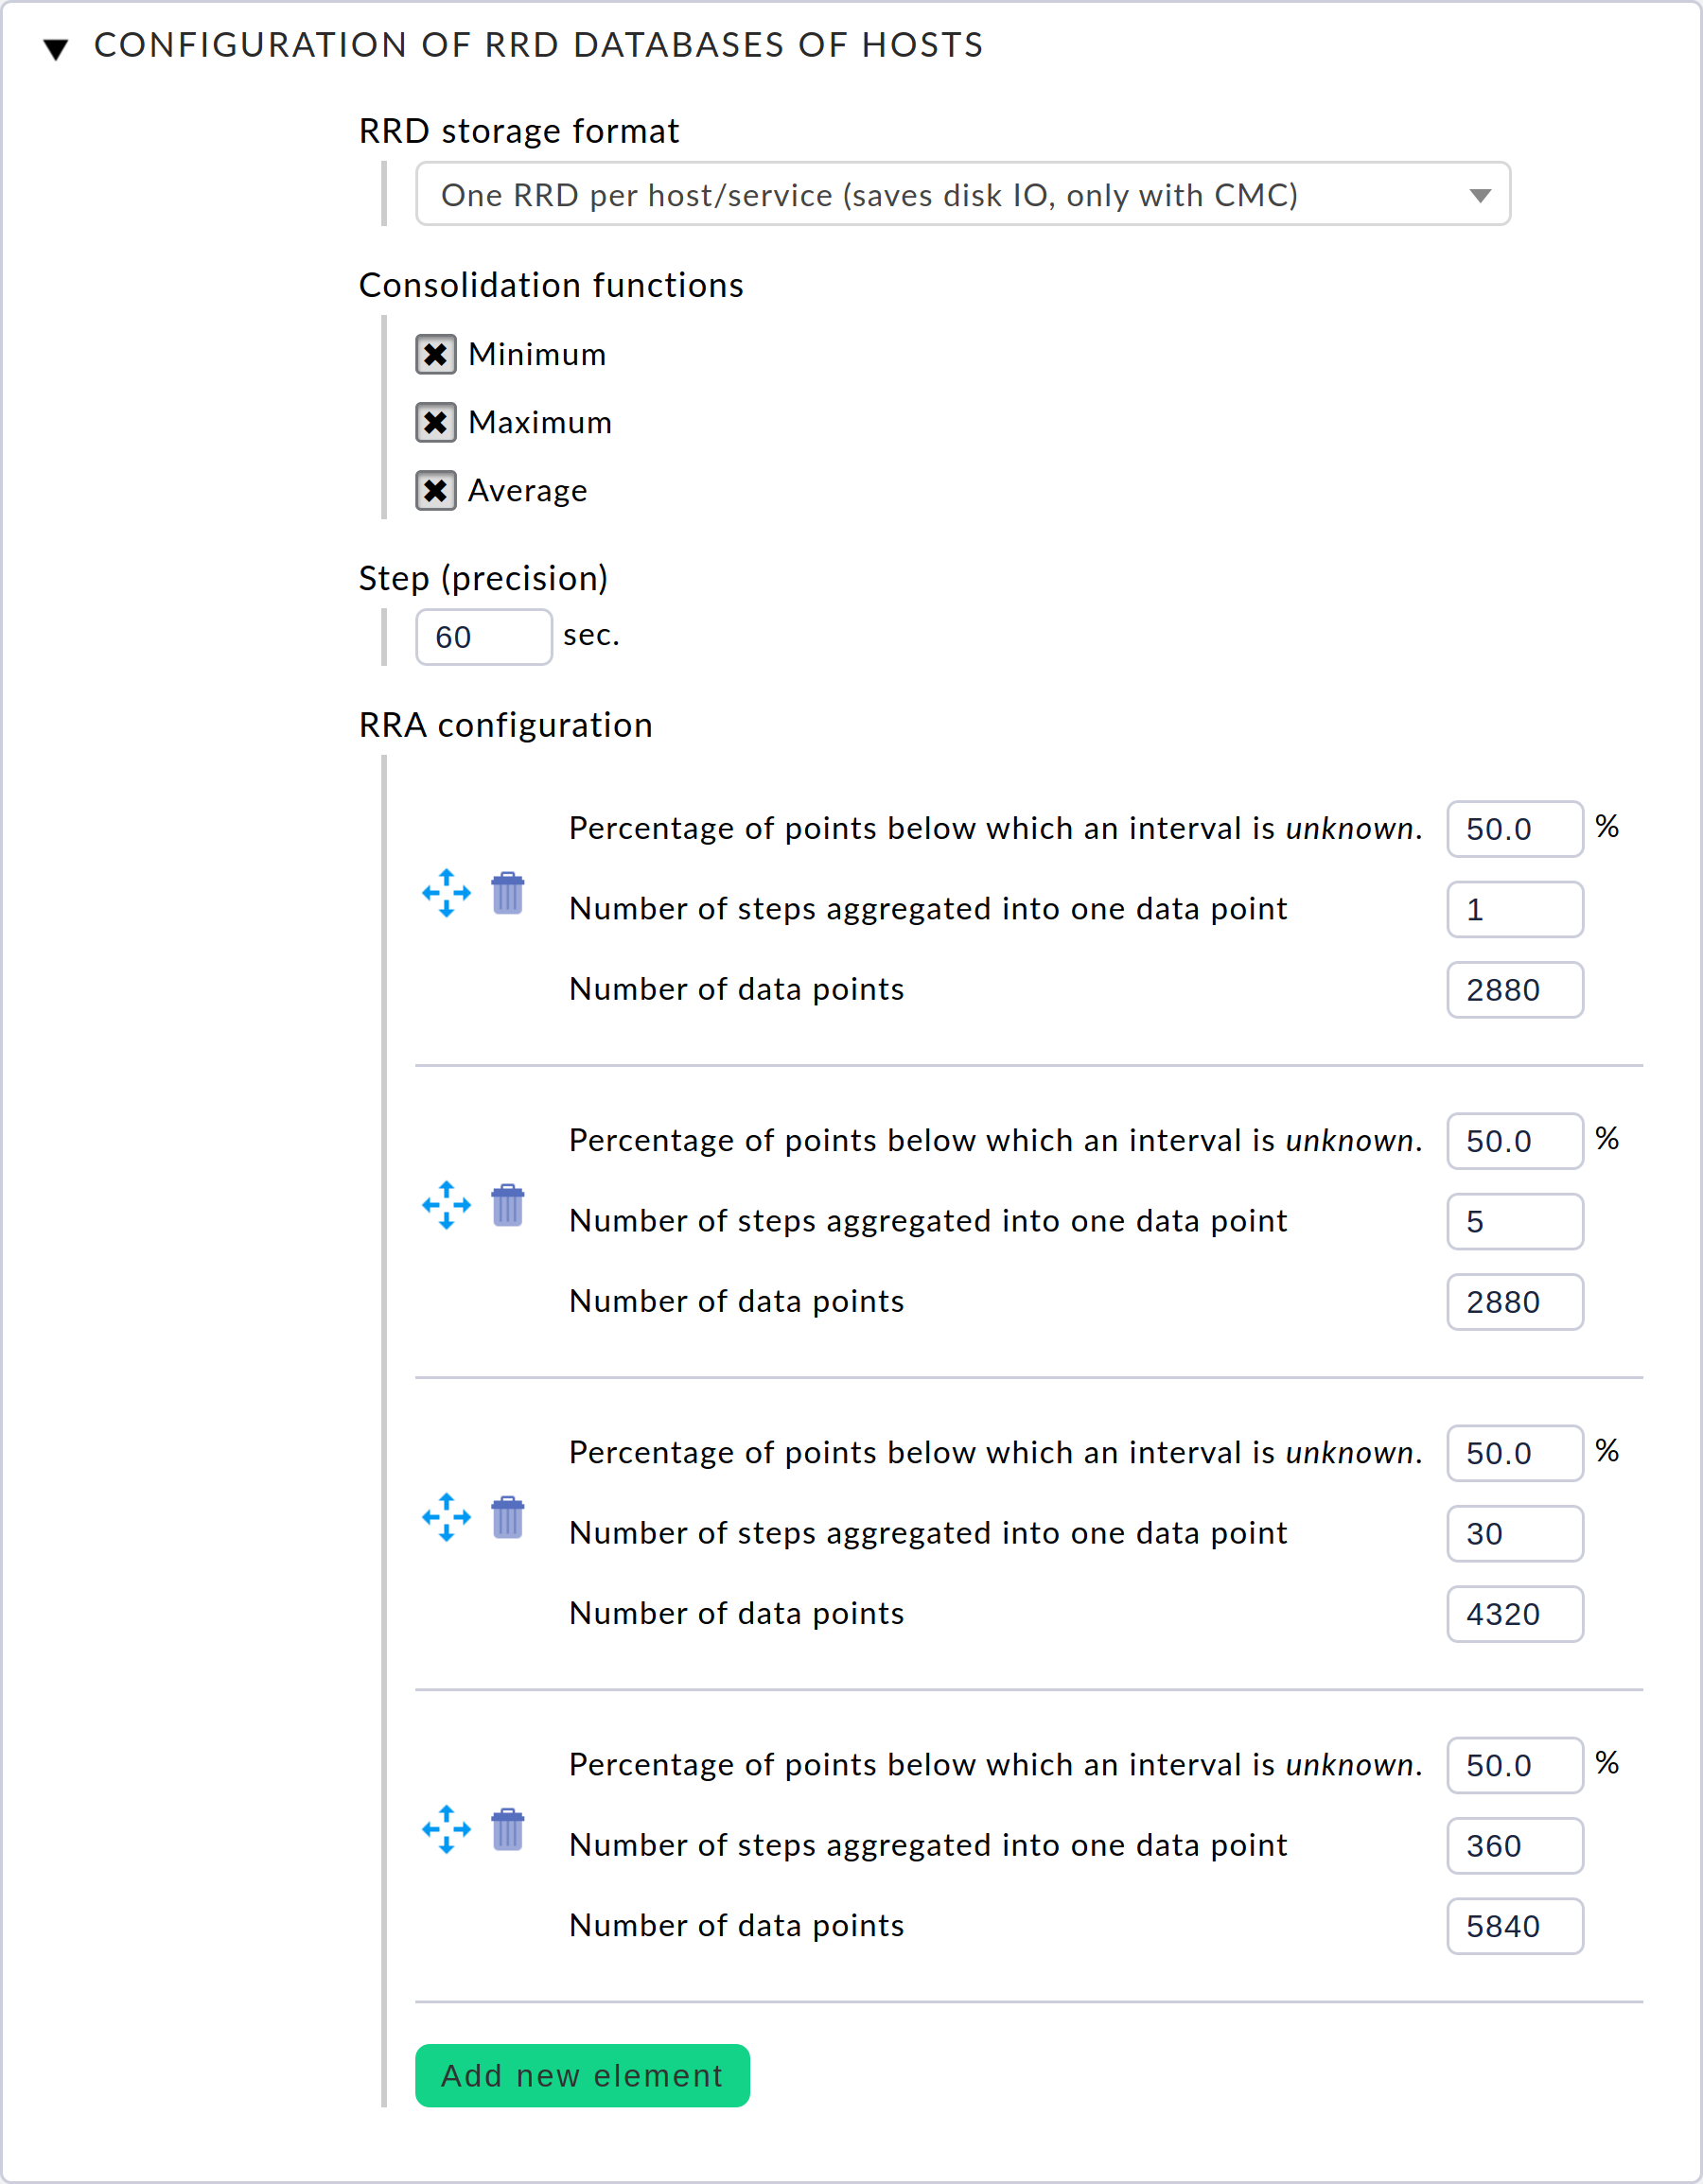 CONFIGURATION OF RRD DATABASES OF HOSTS
RRD storage format
One RRD per host/service (saves disk IO, only with CMC)
Consolidation functions
Minimum
Maximum
Average
Step (precision)
60 sec.
RRA configuration
Percentage of points below which an interval is unknown. 50.0 %
Number of steps aggregated into one data point 1
Number of data points 2880
Percentage of points below which an interval is unknown. 50.0 %
Number of steps aggregated into one data point 5
Number of data points 2880
Percentage of points below which an interval is unknown. 50.0 %
Number of steps aggregated into one data point 30
Number of data points 4320
Percentage of points below which an interval is unknown. 50.0 %
Number of steps aggregated into one data point 360
Number of data points 5840
Add new element